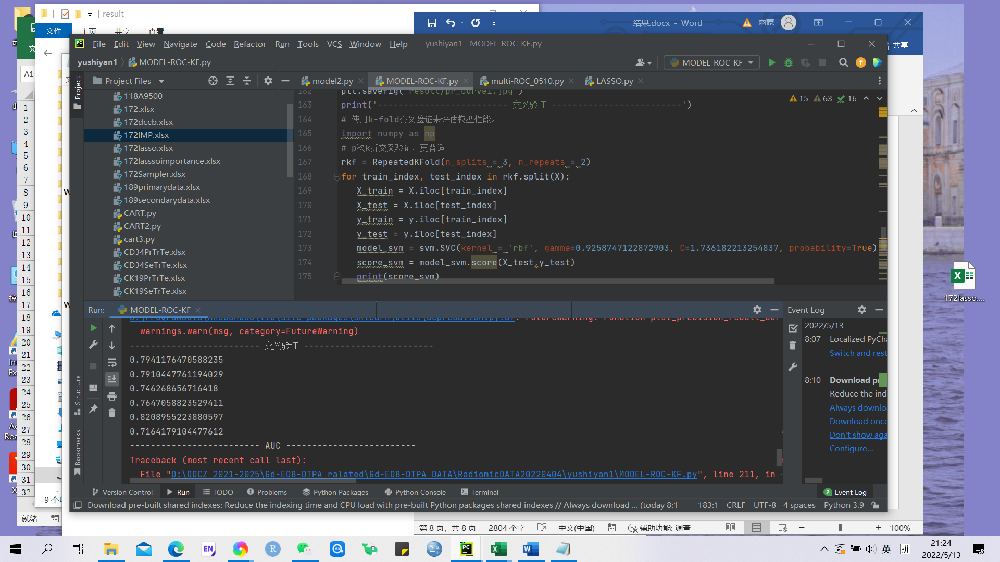 result
文件
主页
共享
查看
结果.docx - Word
雨蒙
共享
File Edit View Navigate Code Refactor Run Tools VCS Window Help
yushiyan1 - MODEL-ROC-KF.py
yushiyan1
MODEL-ROC-KF.py
MODEL-ROC-KF
A1
Project
Project Files
model2.py
MODEL-ROC-KF.py
multi-ROC_0510.py
LASSO.py
118A9500
172.xlsx
172dccb.xlsx
172IMP.xlsx
172lasso.xlsx
172lasssoimportance.xlsx
172Sampler.xlsx
189primarydata.xlsx
189secondarydata.xlsx
CART.py
CART2.py
cart3.py
CD34PrTrTe.xlsx
CD34SeTrTe.xlsx
CK19PrTrTe.xlsx
CK19SeTrTe.xlsx
15 63 16
162 plt.savefig('result/pr_curve1.jpg')
163 print('------------------------- 交叉验证 -------------------------')
164 # 使用k-fold交叉验证来评估模型性能。
165 import numpy as np
166 # p次k折交叉验证，更普适
167 rkf = RepeatedKFold(n_splits = 3, n_repeats = 2)
168 for train_index, test_index in rkf.split(X):
169 X_train = X.iloc[train_index]
170 X_test = X.iloc[test_index]
171 y_train = y.iloc[train_index]
172 y_test = y.iloc[test_index]
173 model_svm = svm.SVC(kernel = 'rbf', gamma=0.9258747122872903, C=1.736182213254837, probability=True)
174 score_svm = model_svm.score(X_test,y_test)
175 print(score_svm)
1
2
3
4
5
6
7
8
9
10
11
12
13
14
15
16
17
18
19
20
21
22
23
24
25
26
27
28
29
30
31
32
Run:
MODEL-ROC-KF
warnings.warn(msg, category=FutureWarning)
------------------------- 交叉验证 -------------------------
0.7941176470588235
0.7910447761194029
0.746268656716418
0.7647058823529411
0.8208955223880597
0.7164179104477612
------------------------- AUC -------------------------
Traceback (most recent call last):
File "D:\DOCZ 2021-2025\Gd-EOB-DTPA ralated\Gd-EOB-DTPA DATA\RadiomicDATA20220404\yushiyan1\MODEL-ROC-KF.py", line 211, in
Structure
Bookmarks
Event Log
2022/5/13
8:07 Localized PyCha
Switch and rest
8:10 Download p
Reduce the ind
Always downlo
Download once
Don't show aga
Configure...
Version Control
Run
TODO
Problems
Python Packages
Python Console
Terminal
2 Event Log
Download pre-built shared indexes: Reduce the indexing time and CPU load with pre-built Python packages shared indexes // Always download ... (today 8:1
183:1 CRLF UTF-8 4 spaces Python 3.9
就绪
第 8 页，共 8 页
2804 个字
中文(中国)
辅助功能: 调查
100%
172lasso....
EN
英
拼
21:24
2022/5/13